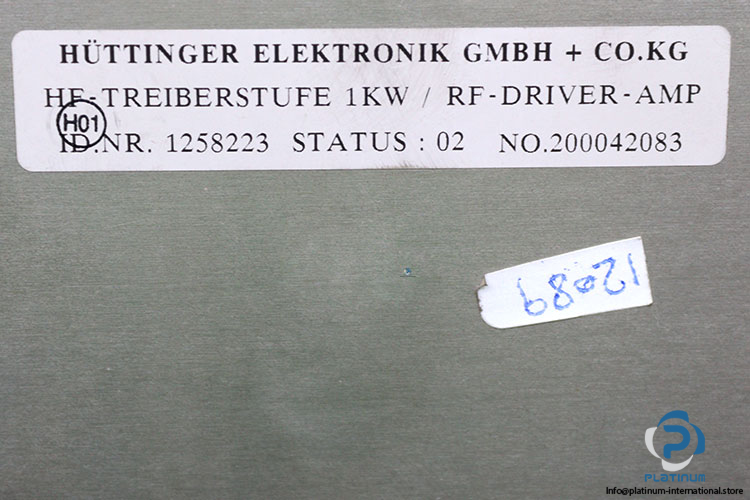 HÜTTINGER ELEKTRONIK GMBH + CO.KG
HF-TREIBERSTUFE 1KW / RF-DRIVER-AMP
H01
ID.NR. 1258223 STATUS : 02 NO.200042083
12089
PLATINUM
Info@platinum-international.store